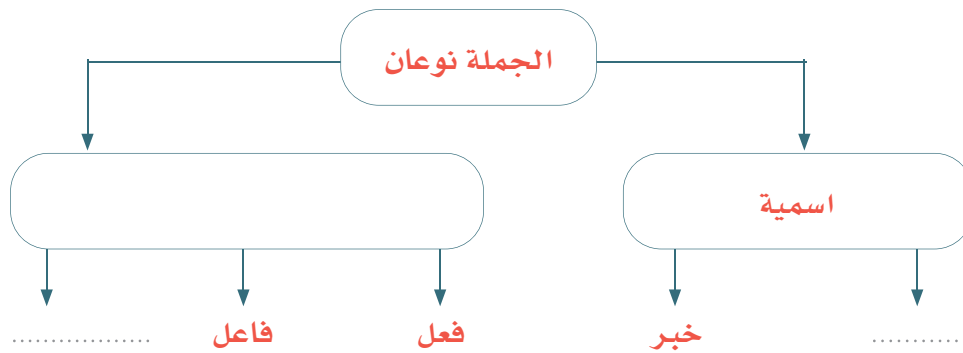 الجملة نوعان
اسمية
............ خبر فعل فاعل ..................